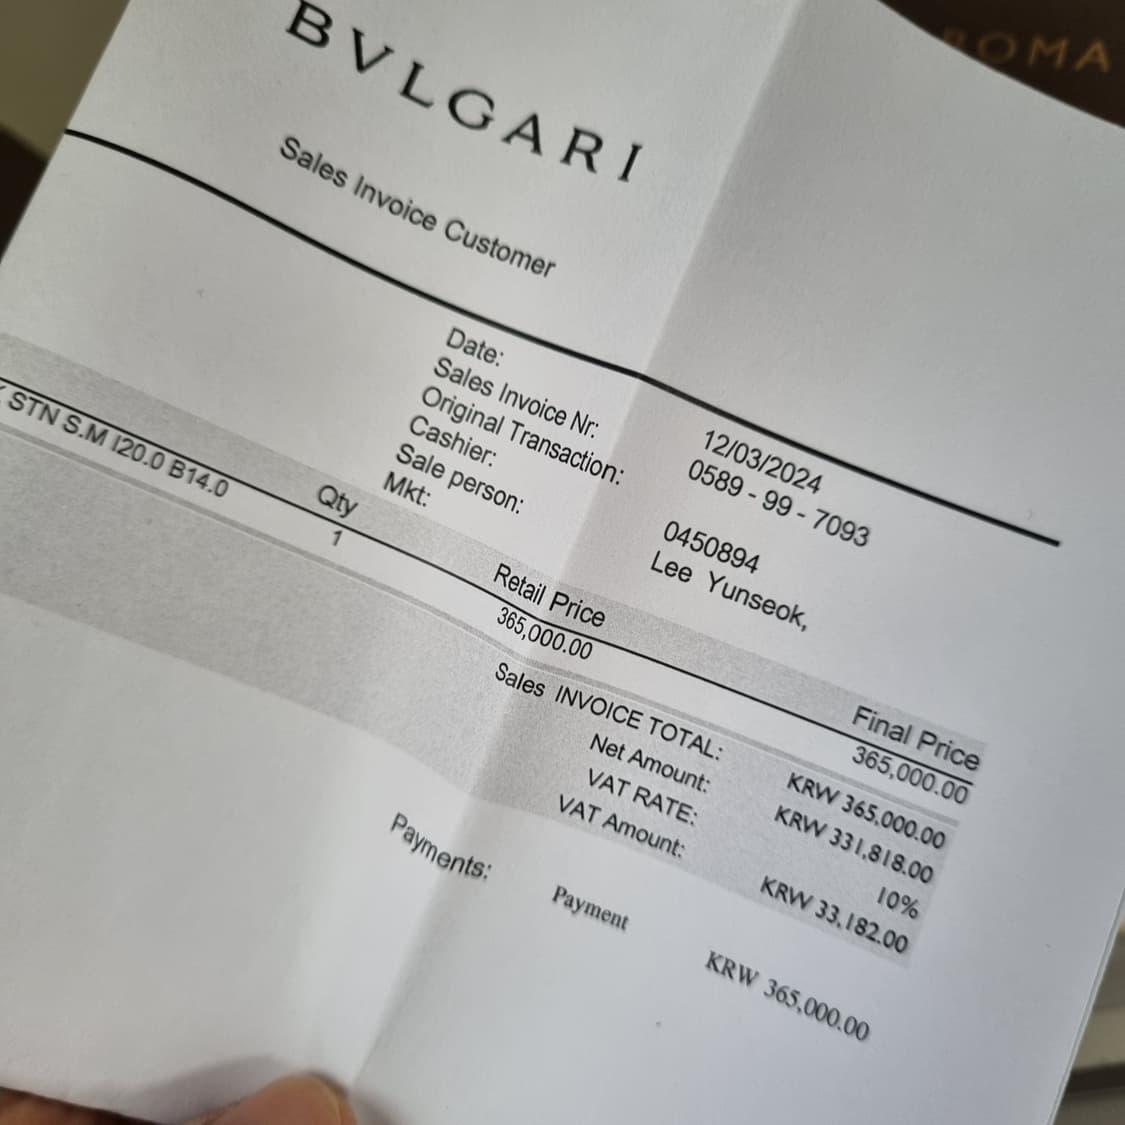 BVLGARI
ROMA
Sales Invoice Customer
Date: 12/03/2024
Sales Invoice Nr: 0589 - 99 - 7093
Original Transaction:
Cashier: 0450894
Sale person: Lee Yunseok,
Mkt:
Qty Retail Price Final Price
STN S.M I20.0 B14.0 1 365,000.00 365,000.00
Sales INVOICE TOTAL: KRW 365,000.00
Net Amount: KRW 331,818.00
VAT RATE: 10%
VAT Amount: KRW 33,182.00
Payments: Payment KRW 365,000.00